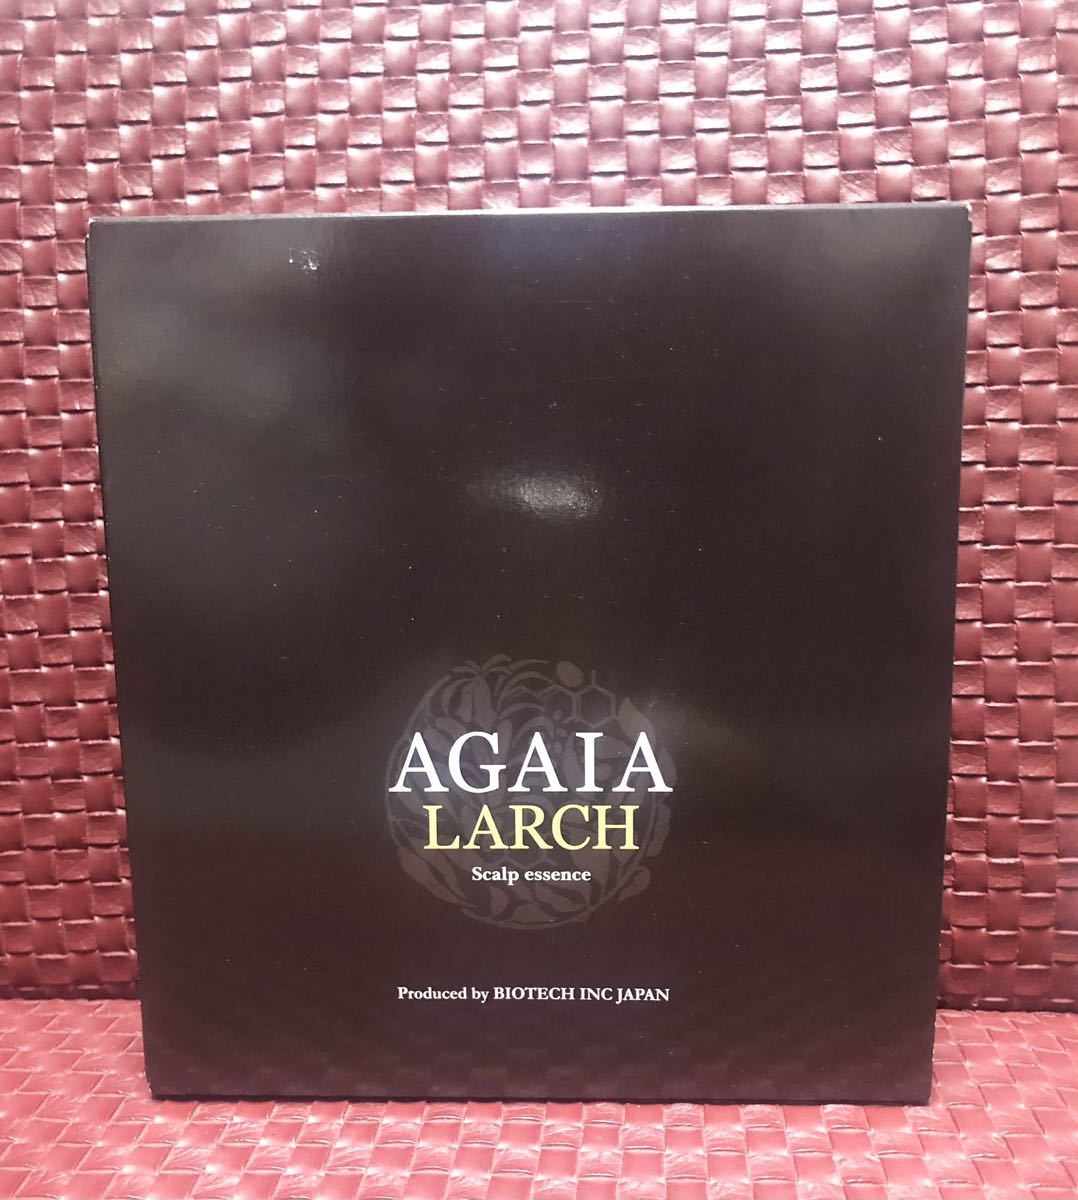 AGAIA
LARCH
Scalp essence
Produced by BIOTECH INC JAPAN